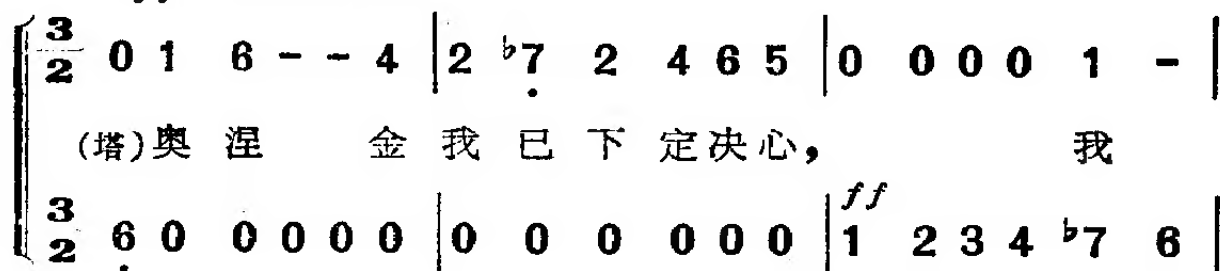 3/2 0 1 6 - - 4 | 2 ♭7̣ 2 4 6 5 | 0 0 0 0 1 - |
(塔)奥涅 金我已下定决心， 我
ff
3/2 6̣ 0 0 0 0 0 | 0 0 0 0 0 0 | 1 2 3 4 ♭7 6 |